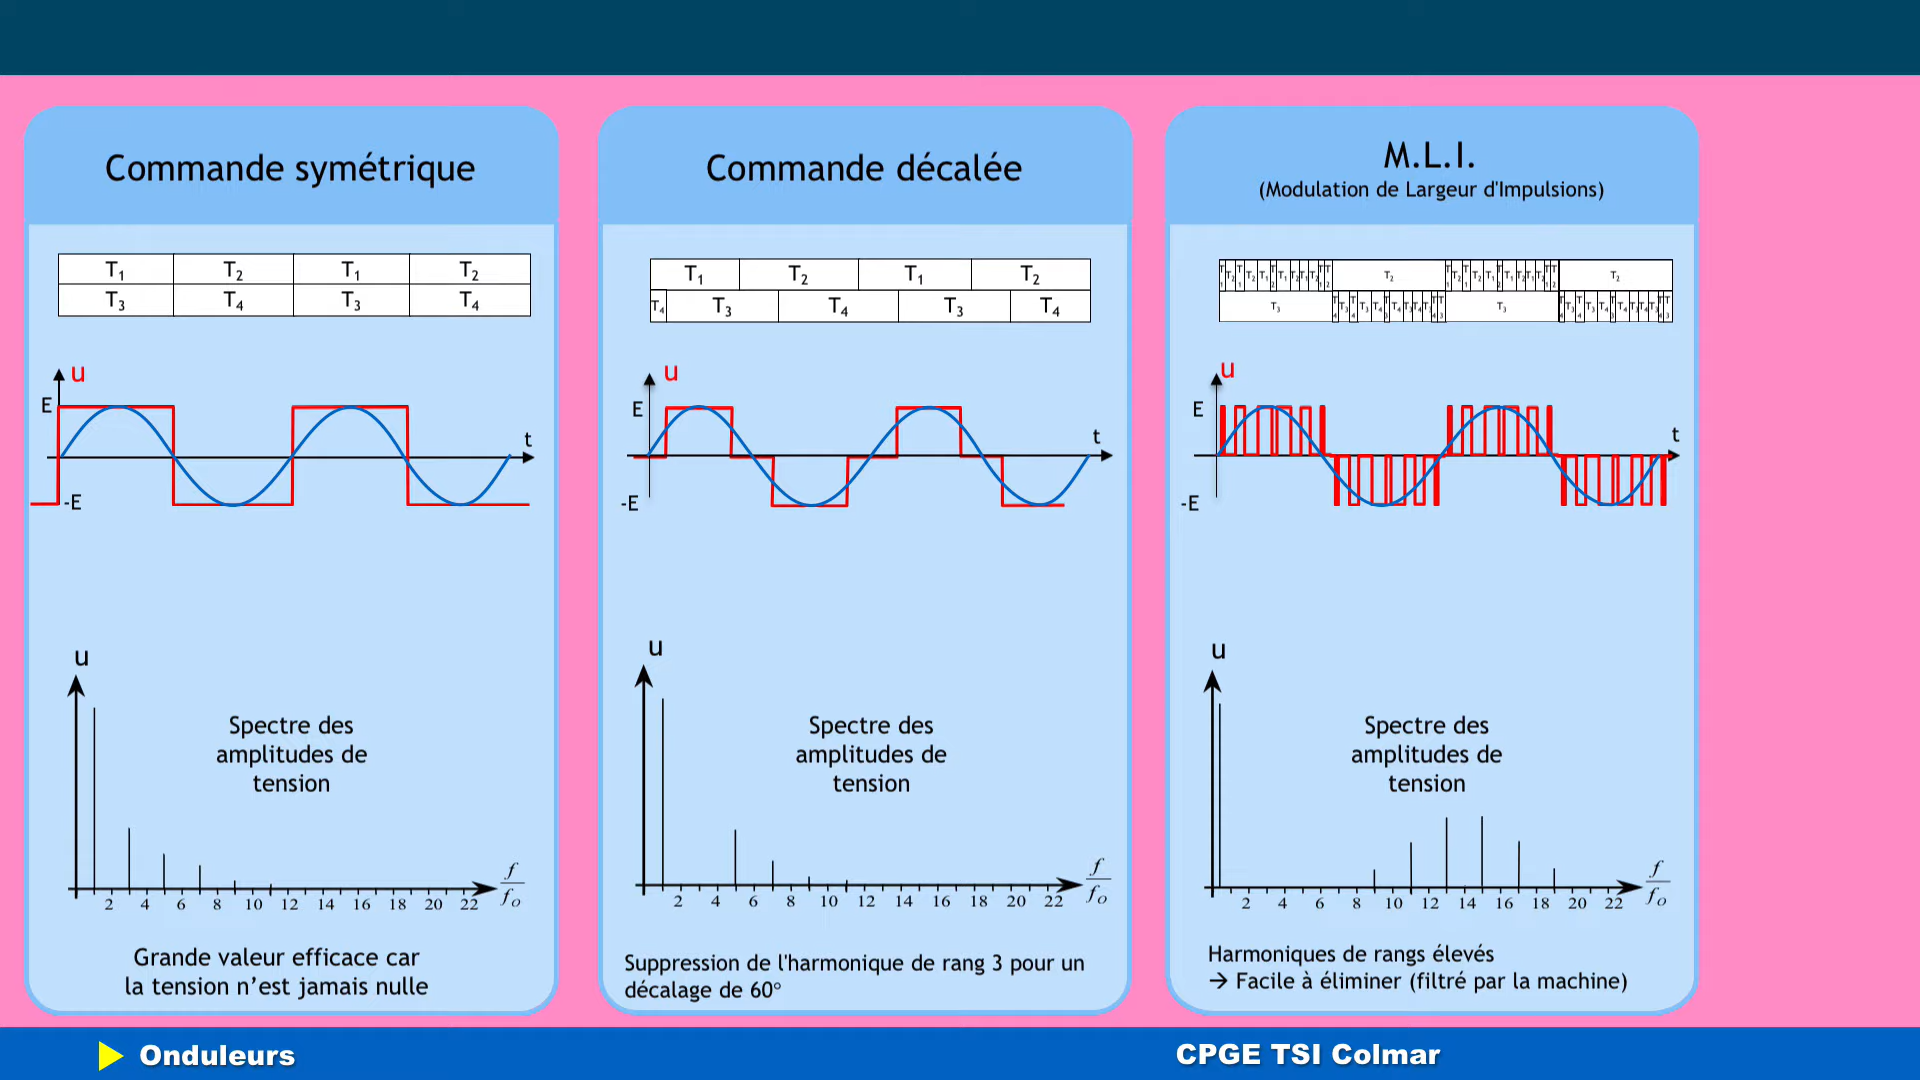 Commande symétrique
T1 T2 T1 T2
T3 T4 T3 T4
u
E
t
-E
u
Spectre des
amplitudes de
tension
f
fo
2 4 6 8 10 12 14 16 18 20 22
Grande valeur efficace car
la tension n’est jamais nulle
Commande décalée
T1 T2 T1 T2
T4 T3 T4 T3 T4
u
E
t
-E
u
Spectre des
amplitudes de
tension
f
fo
2 4 6 8 10 12 14 16 18 20 22
Suppression de l'harmonique de rang 3 pour un
décalage de 60°
M.L.I.
(Modulation de Largeur d'Impulsions)
T2 T2
T3 T3
u
E
t
-E
u
Spectre des
amplitudes de
tension
f
fo
2 4 6 8 10 12 14 16 18 20 22
Harmoniques de rangs élevés
→ Facile à éliminer (filtré par la machine)
Onduleurs
CPGE TSI Colmar